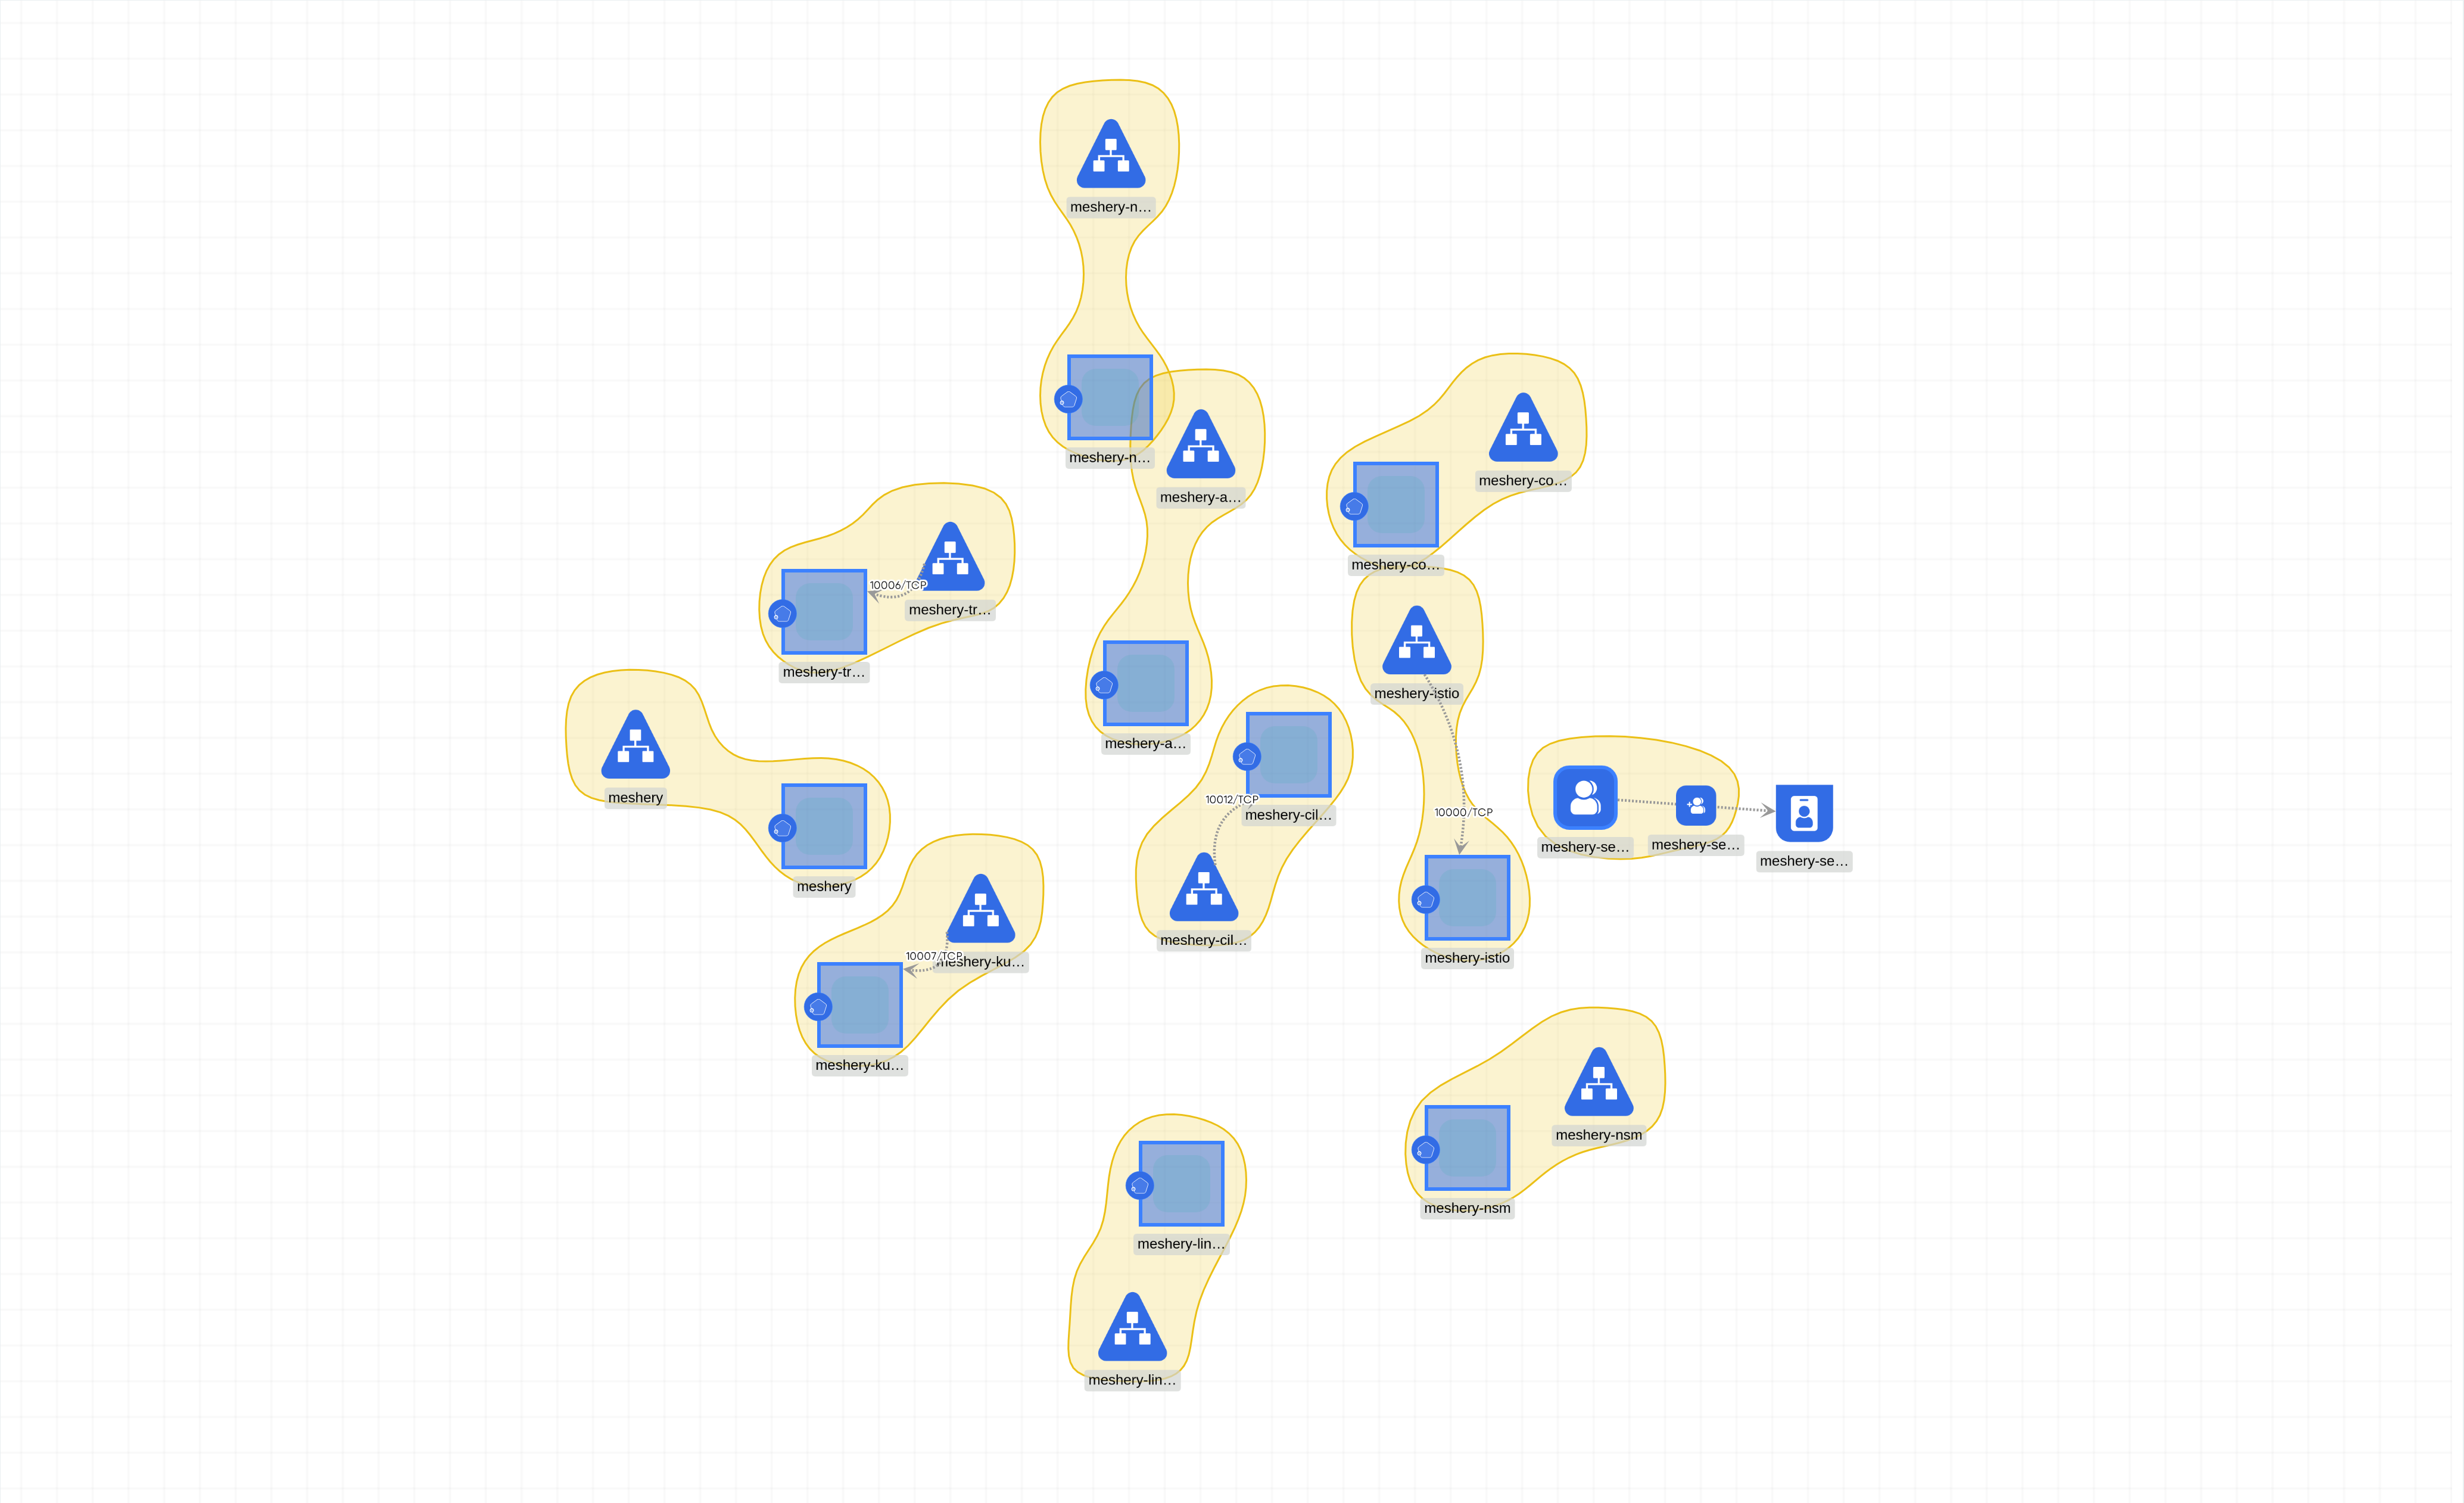 meshery-n…
meshery-n…
meshery-a…
meshery-co…
meshery-co…
10006/TCP
meshery-tr…
meshery-tr…
meshery-istio
meshery-a…
meshery
10012/TCP
meshery-cil…
10000/TCP
meshery-se…
meshery-se…
meshery-se…
meshery
meshery-cil…
10007/TCP
meshery-ku…
meshery-istio
meshery-ku…
meshery-nsm
meshery-nsm
meshery-lin…
meshery-lin…